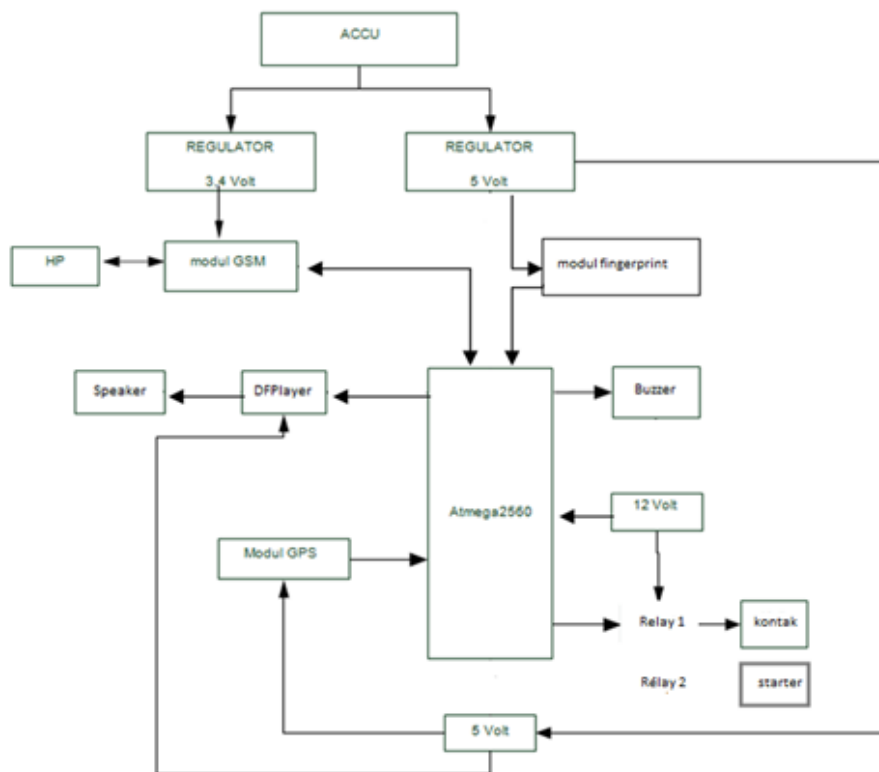 ACCU
REGULATOR
3,4 Volt
REGULATOR
5 Volt
HP
modul GSM
modul fingerprint
Speaker
DFPlayer
Buzzer
Atmega2560
12 Volt
Modul GPS
Relay 1
kontak
Rélay 2
starter
5 Volt